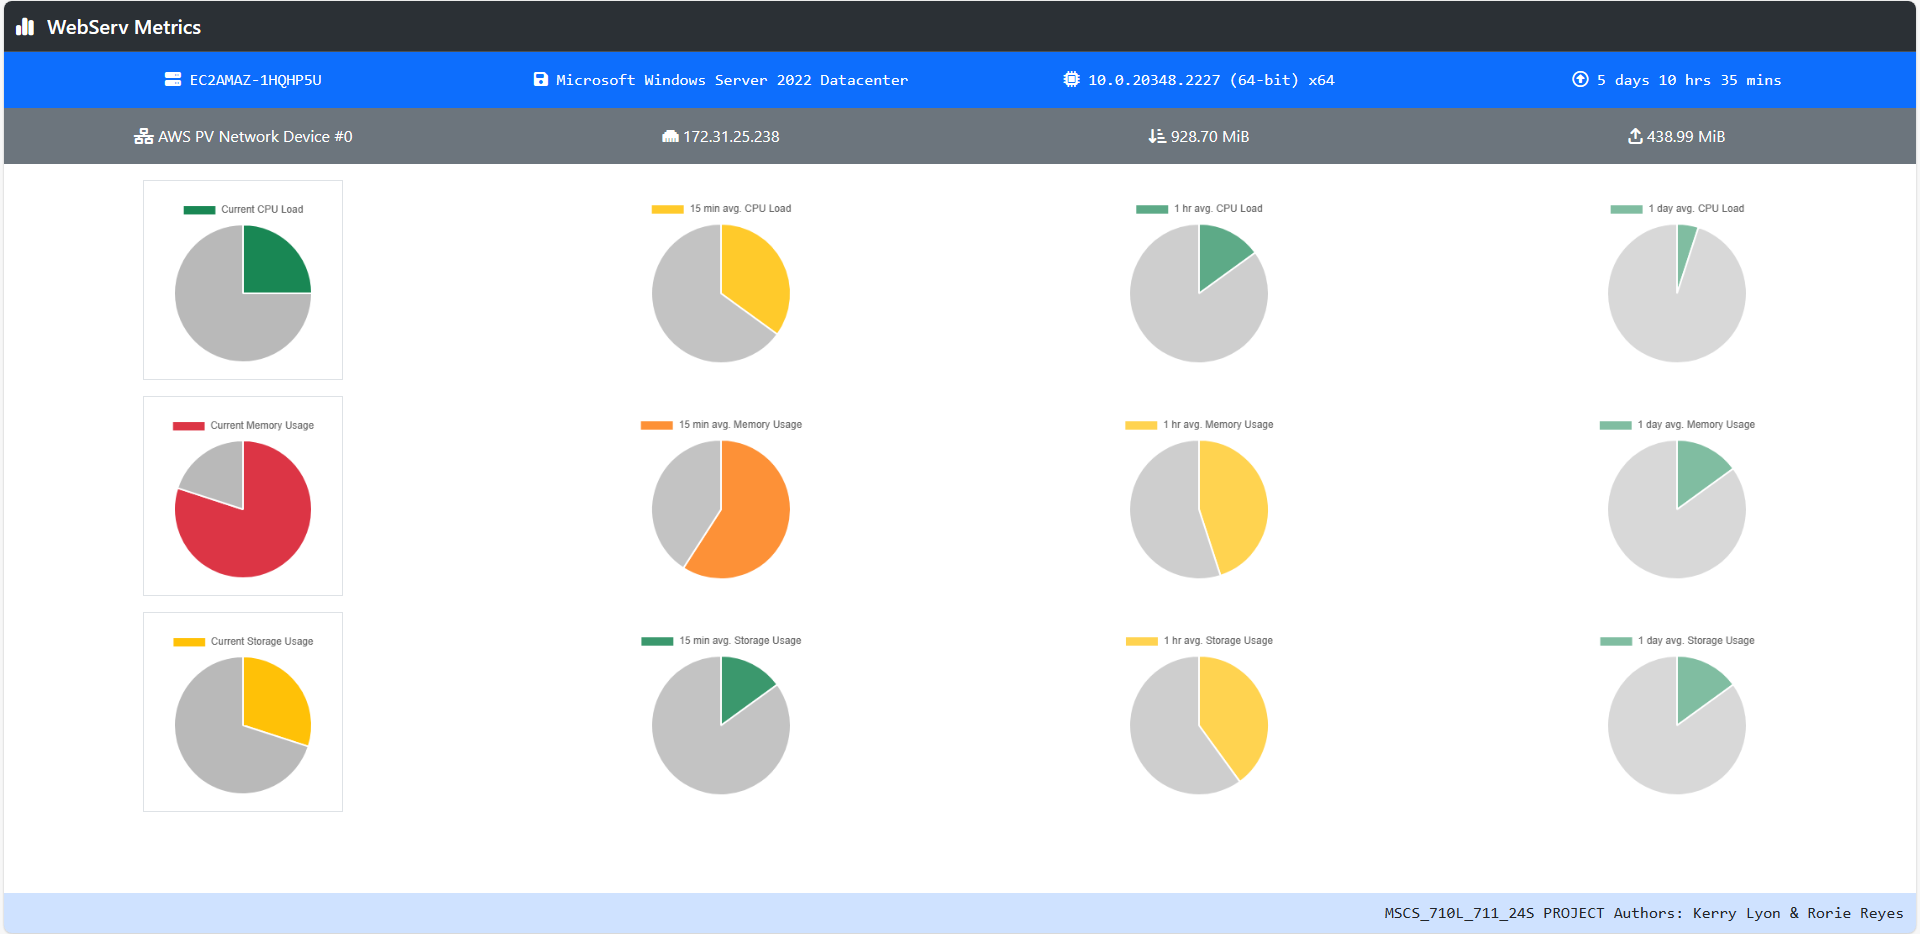 WebServ Metrics
EC2AMAZ-1HQHP5U
Microsoft Windows Server 2022 Datacenter
10.0.20348.2227 (64-bit) x64
5 days 10 hrs 35 mins
AWS PV Network Device #0
172.31.25.238
928.70 MiB
438.99 MiB
Current CPU Load
15 min avg. CPU Load
1 hr avg. CPU Load
1 day avg. CPU Load
Current Memory Usage
15 min avg. Memory Usage
1 hr avg. Memory Usage
1 day avg. Memory Usage
Current Storage Usage
15 min avg. Storage Usage
1 hr avg. Storage Usage
1 day avg. Storage Usage
MSCS_710L_711_24S PROJECT Authors: Kerry Lyon & Rorie Reyes